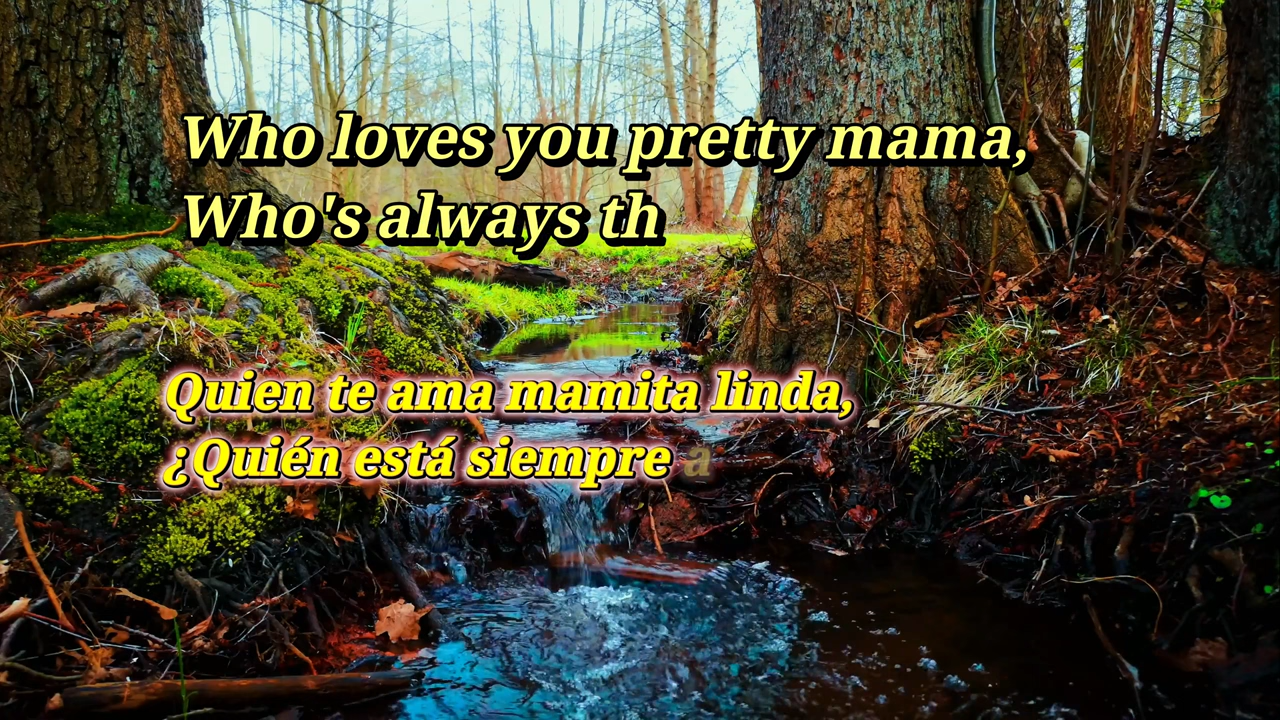 Who loves you pretty mama,
Who's always th
Quien te ama mamita linda,
¿Quién está siempre a